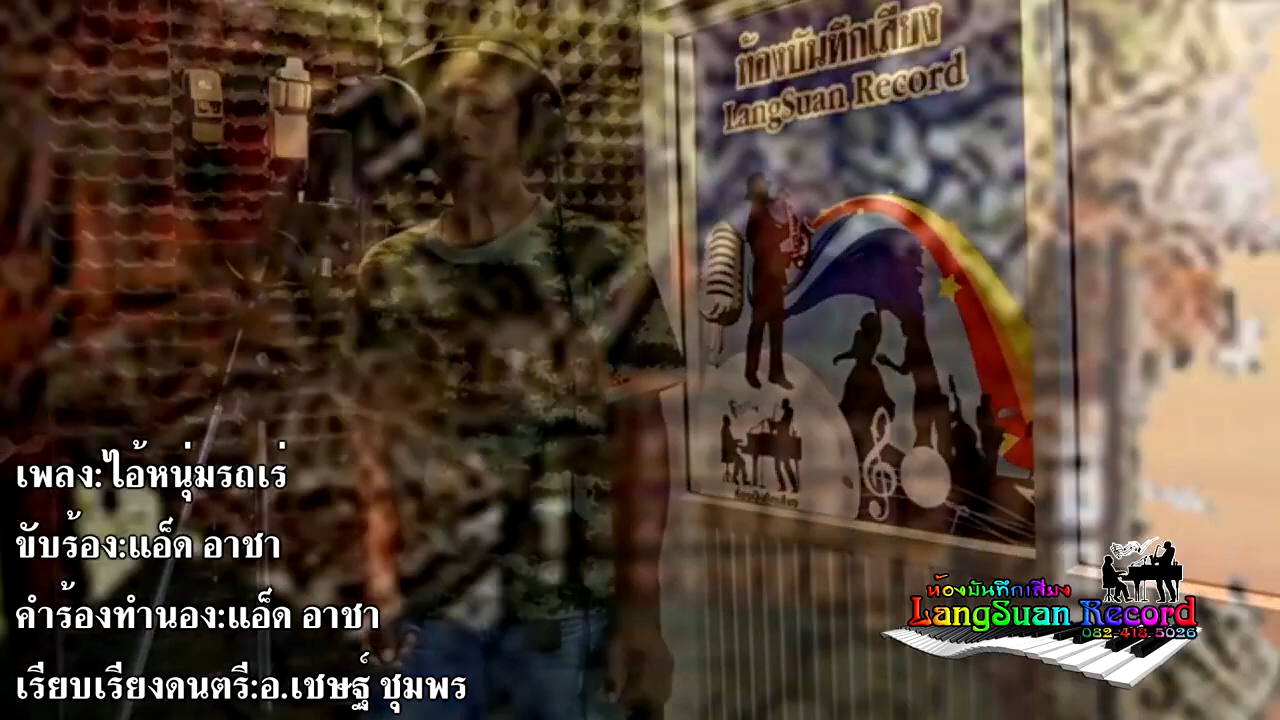 ห้องบันทึกเสียง
LangSuan Record
เพลง:ไอ้หนุ่มรถเร่
ขับร้อง:แอ็ด อาชา
คำร้องทำนอง:แอ็ด อาชา
เรียบเรียงดนตรี:อ.เชษฐ์ ชุมพร
ห้องบันทึกเสียง
LangSuan Record
082-418-5026